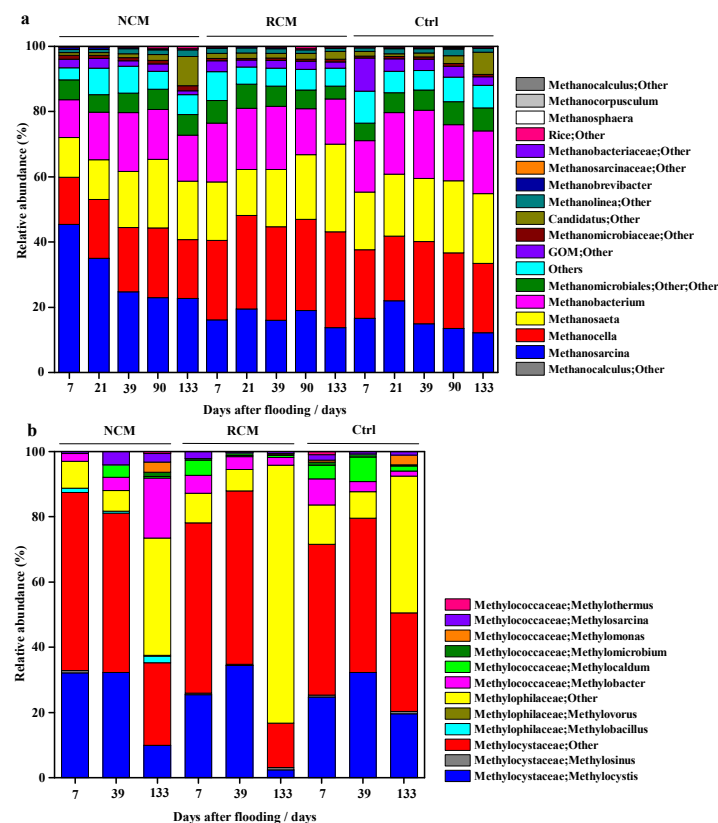 a
NCM
RCM
Ctrl
Relative abundance (%)
100
80
60
40
20
0
7
21
39
90
133
7
21
39
90
133
7
21
39
90
133
Days after flooding / days
Methanocalculus;Other
Methanocorpusculum
Methanosphaera
Rice;Other
Methanobacteriaceae;Other
Methanosarcinaceae;Other
Methanobrevibacter
Methanolinea;Other
Candidatus;Other
Methanomicrobiaceae;Other
GOM;Other
Others
Methanomicrobiales;Other;Other
Methanobacterium
Methanosaeta
Methanocella
Methanosarcina
Methanocalculus;Other
b
NCM
RCM
Ctrl
Relative abundance (%)
100
80
60
40
20
0
7
39
133
7
39
133
7
39
133
Days after flooding / days
Methylococcaceae;Methylothermus
Methylococcaceae;Methylosarcina
Methylococcaceae;Methylomonas
Methylococcaceae;Methylomicrobium
Methylococcaceae;Methylocaldum
Methylococcaceae;Methylobacter
Methylophilaceae;Other
Methylophilaceae;Methylovorus
Methylophilaceae;Methylobacillus
Methylocystaceae;Other
Methylocystaceae;Methylosinus
Methylocystaceae;Methylocystis